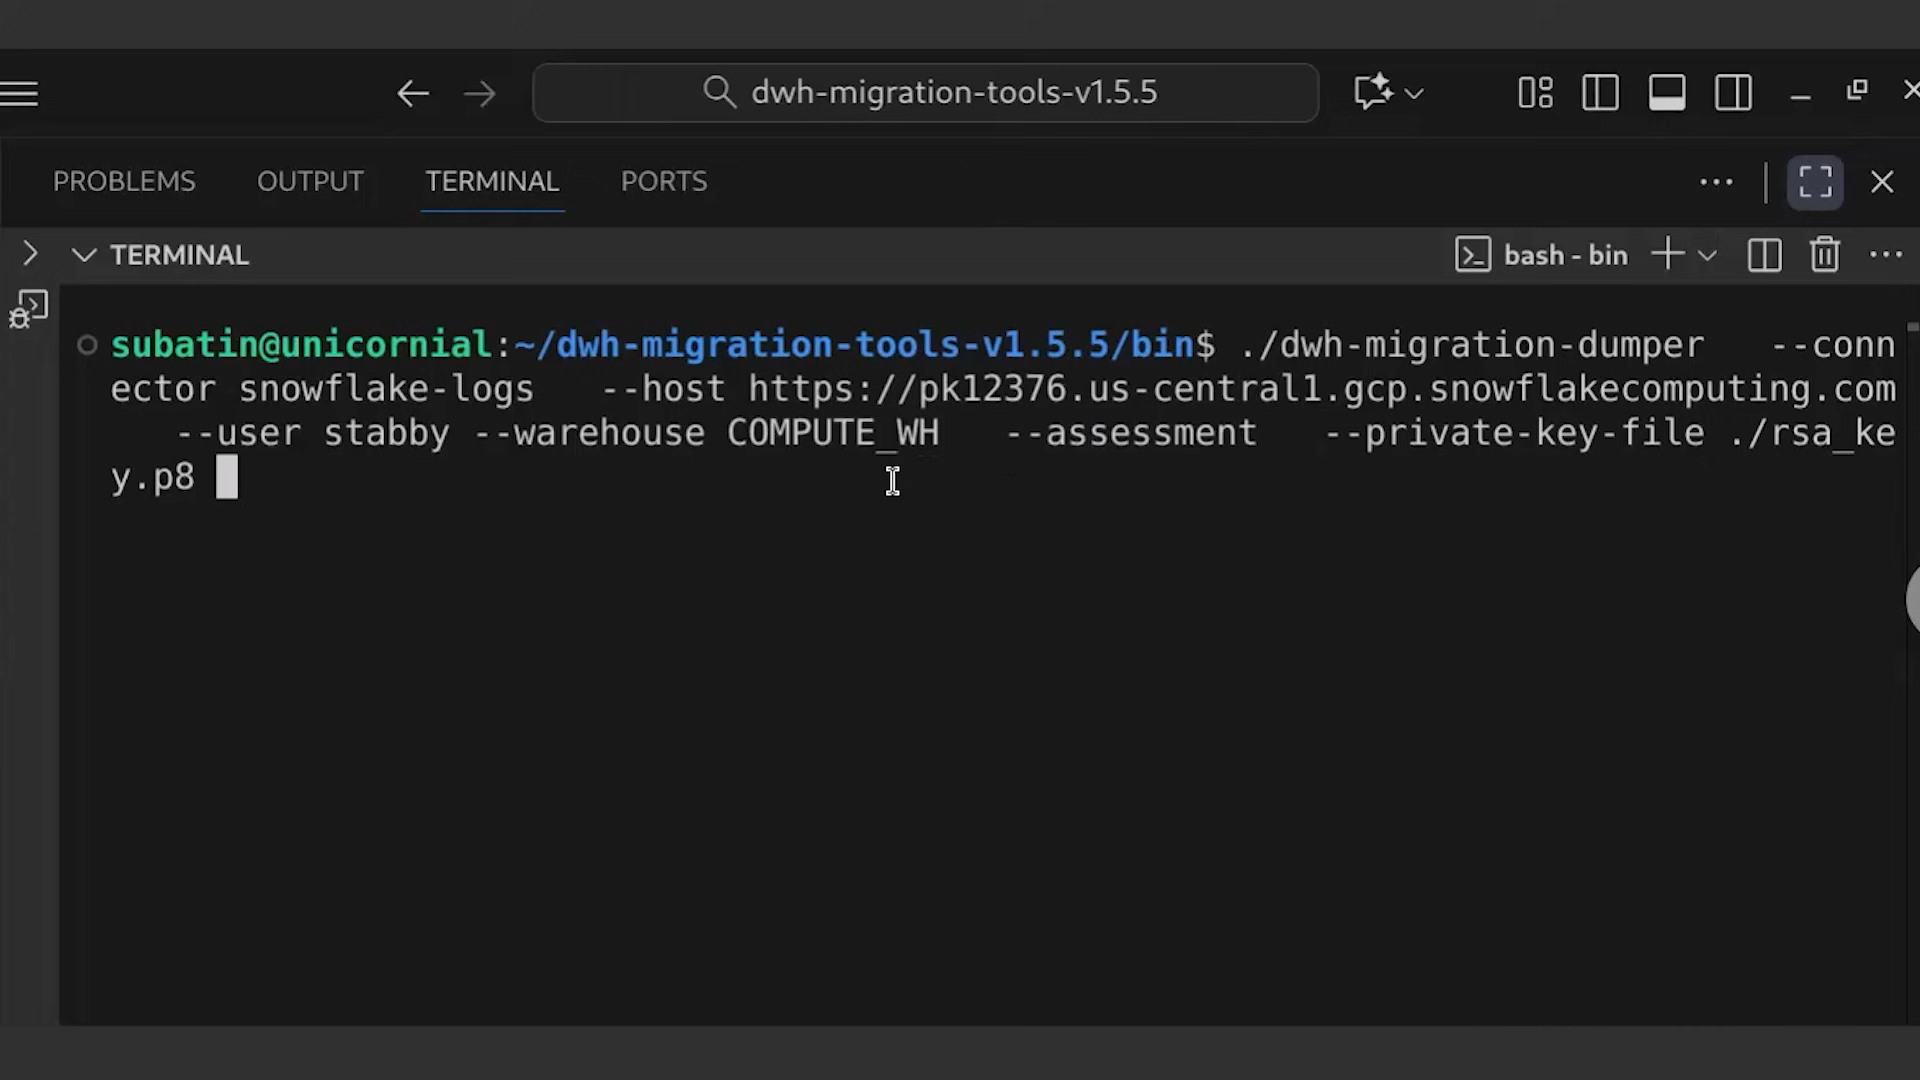 dwh-migration-tools-v1.5.5
PROBLEMS OUTPUT TERMINAL PORTS
TERMINAL
bash - bin
subatin@unicornial:~/dwh-migration-tools-v1.5.5/bin$ ./dwh-migration-dumper   --conn
ector snowflake-logs   --host https://pk12376.us-central1.gcp.snowflakecomputing.com
   --user stabby --warehouse COMPUTE_WH   --assessment   --private-key-file ./rsa_ke
y.p8